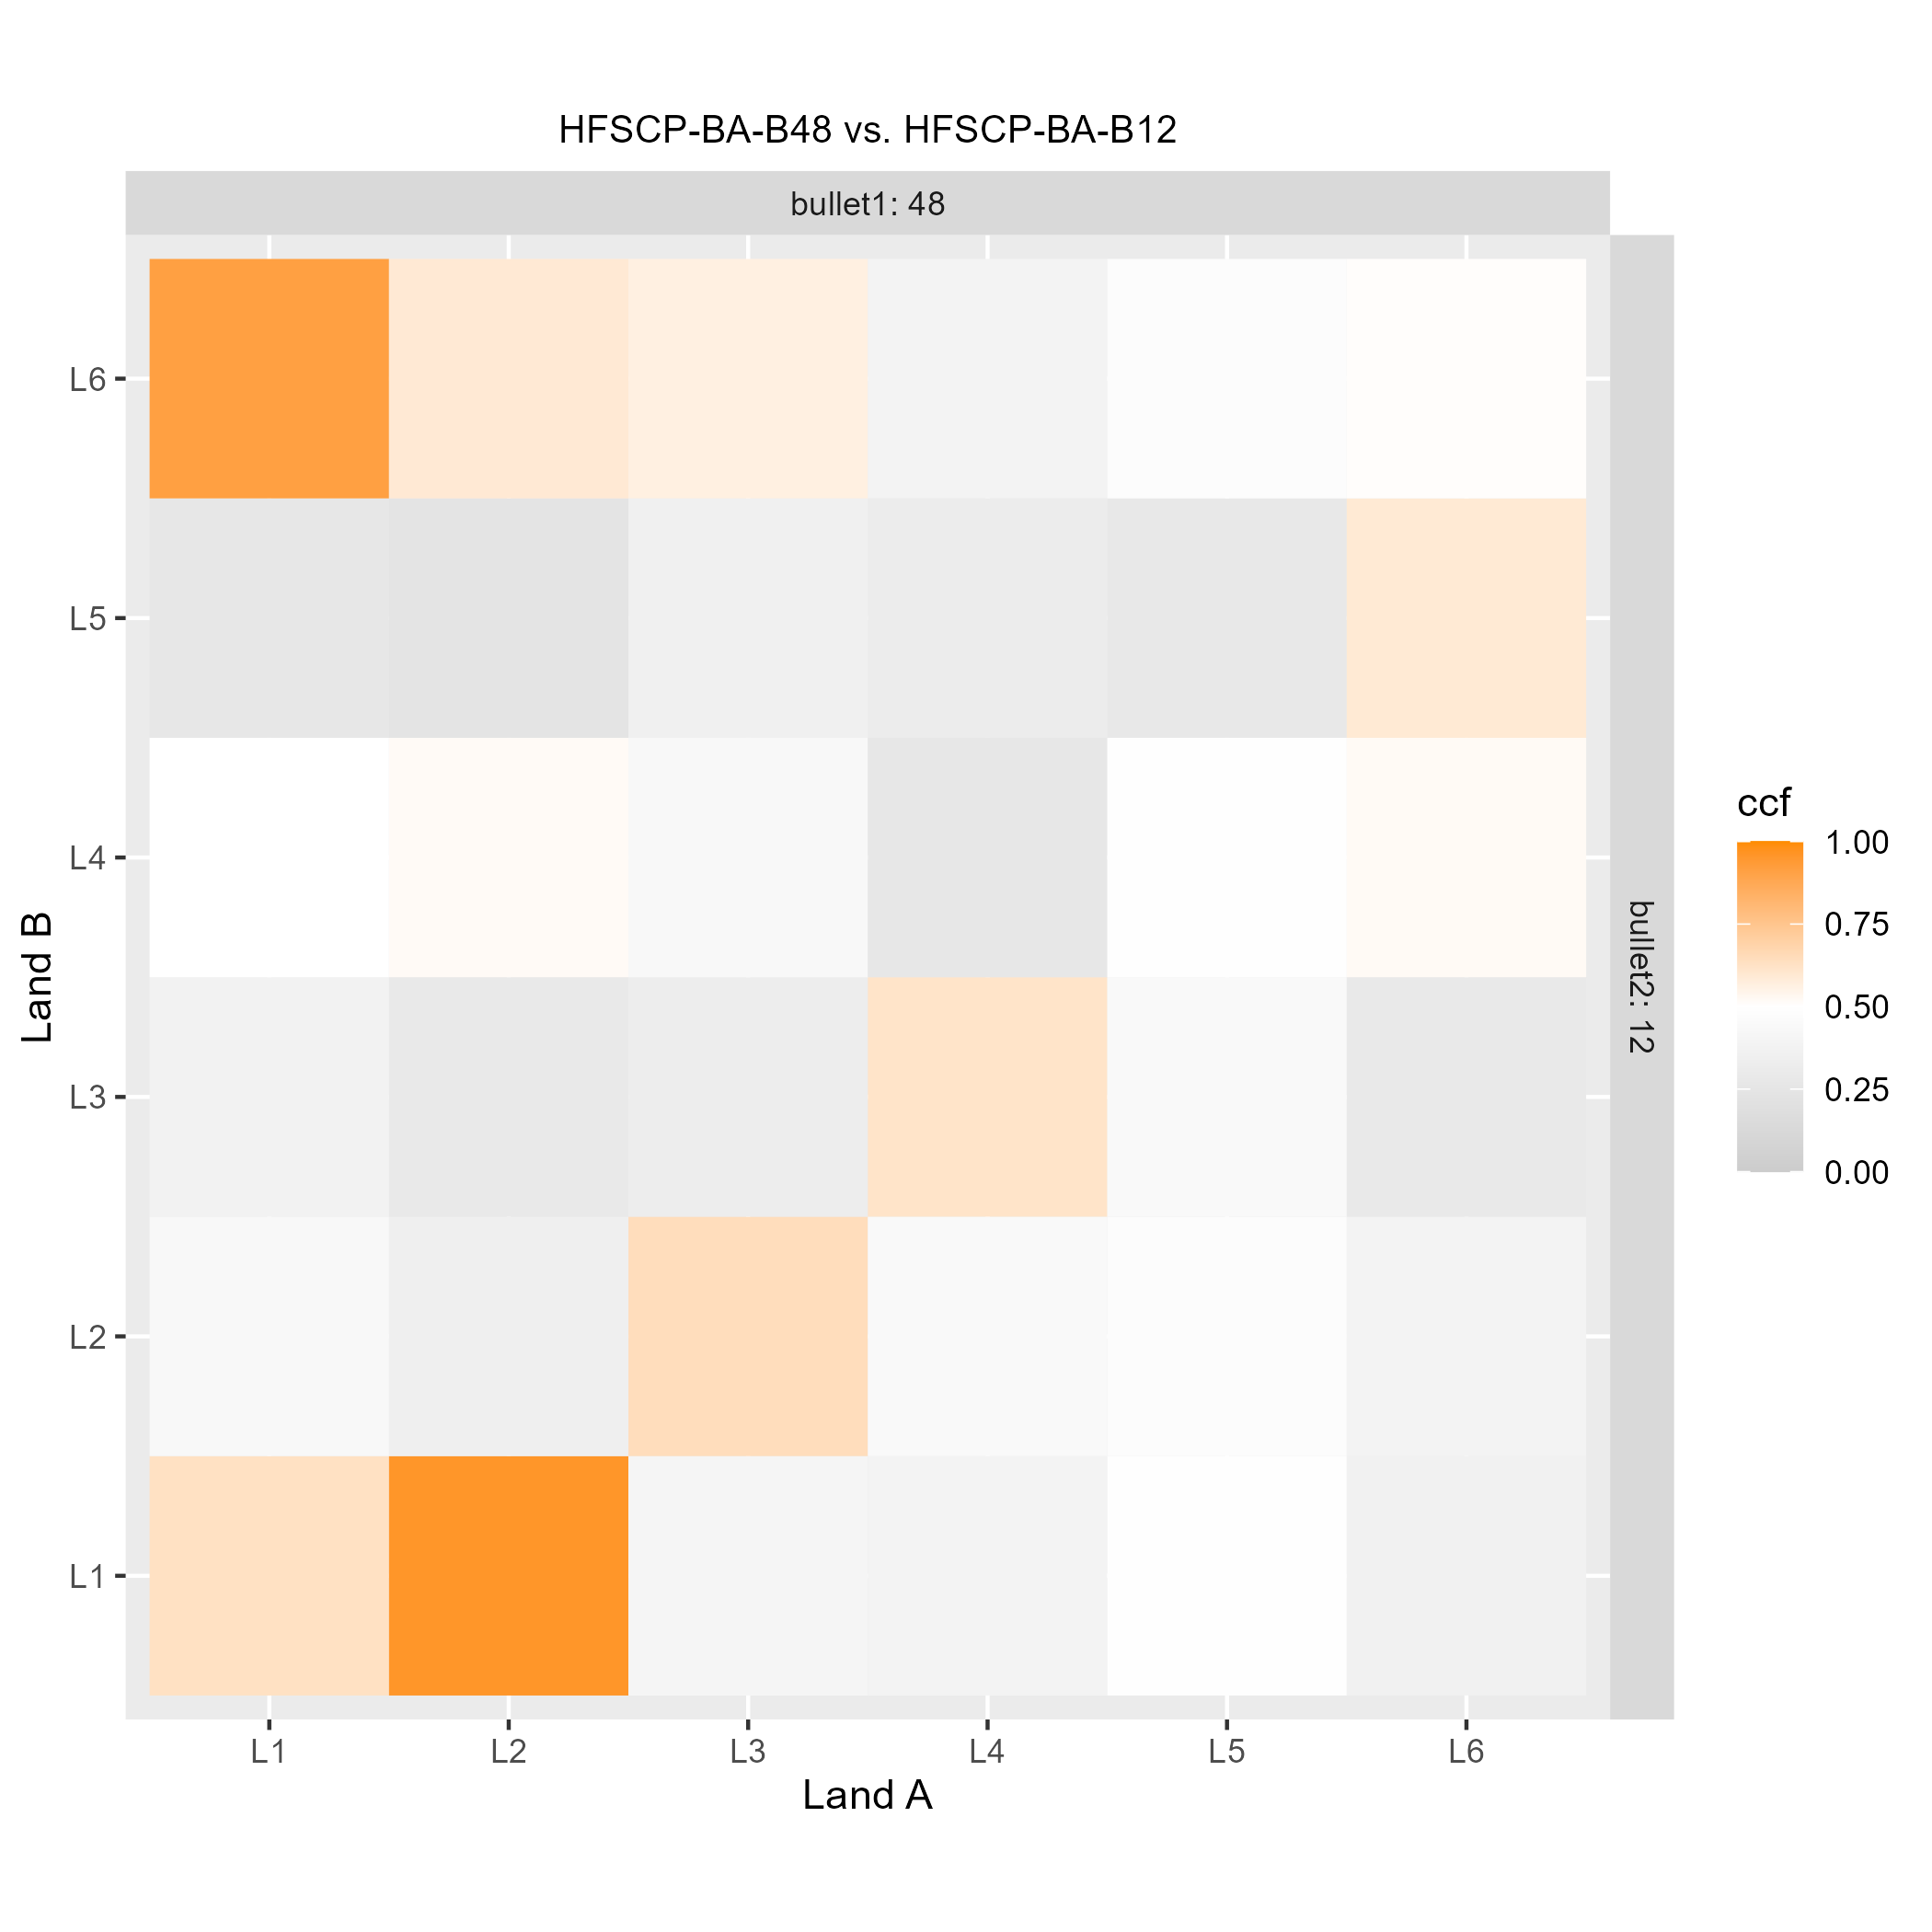 HFSCP-BA-B48 vs. HFSCP-BA-B12
bullet1: 48
L6
L5
L4
L3
L2
L1
Land B
L1 L2 L3 L4 L5 L6
Land A
bullet2: 12
ccf
1.00
0.75
0.50
0.25
0.00